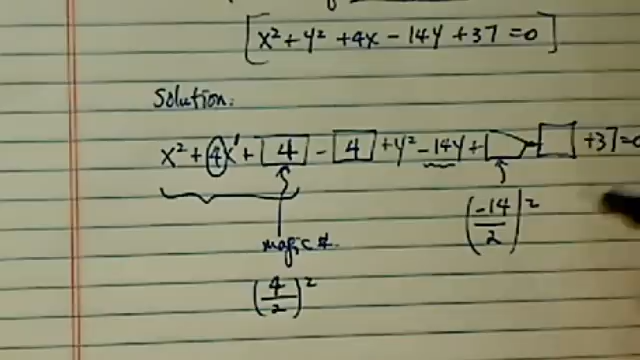 [x² + y² + 4x - 14y + 37 = 0]
Solution:
x² + 4x¹ + [4] - [4] + y² - 14y + [ ] - [ ] + 37 = 0
magic #.
(4/2)²
(-14/2)²